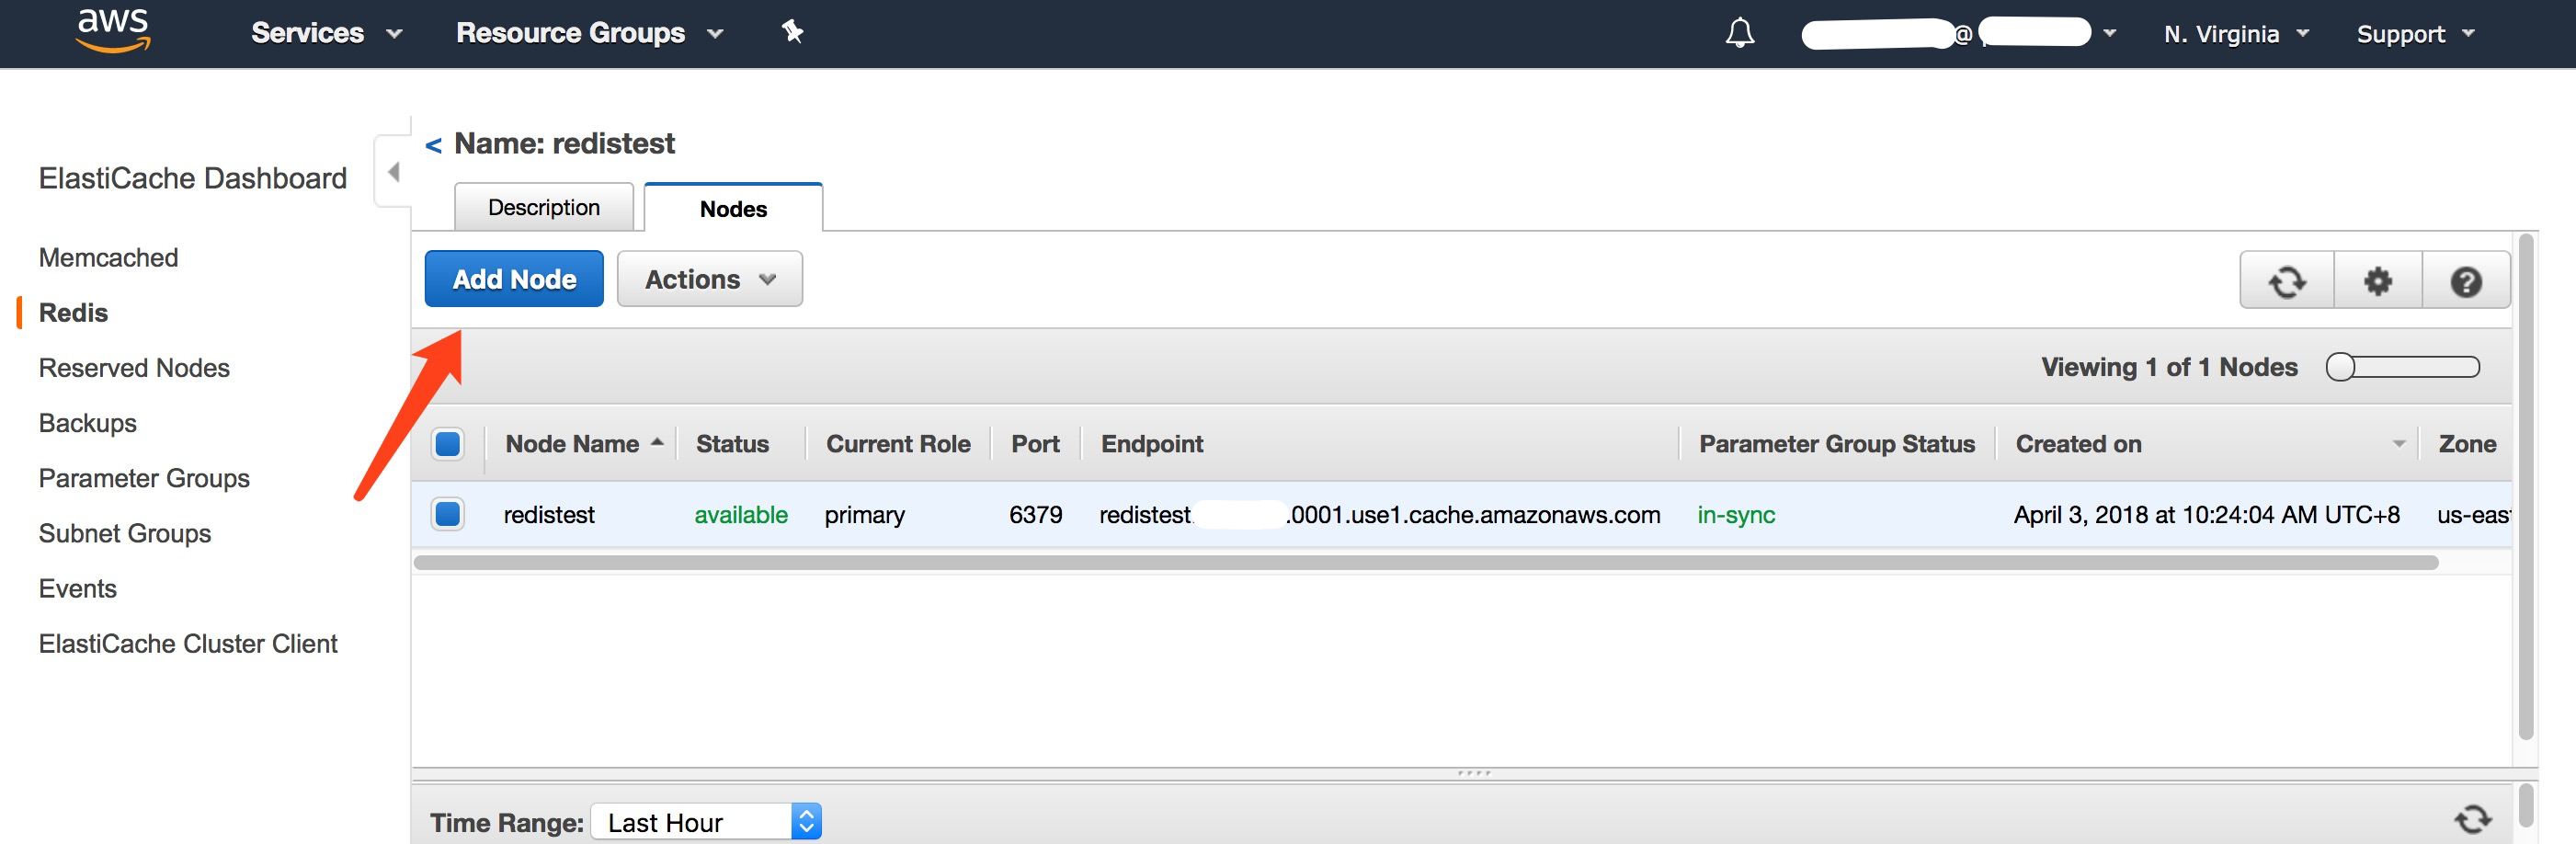 aws Services Resource Groups @ N. Virginia Support
ElastiCache Dashboard
Memcached
Redis
Reserved Nodes
Backups
Parameter Groups
Subnet Groups
Events
ElastiCache Cluster Client
< Name: redistest
Description Nodes
Add Node Actions
Viewing 1 of 1 Nodes
Node Name Status Current Role Port Endpoint Parameter Group Status Created on Zone
redistest available primary 6379 redistest. .0001.use1.cache.amazonaws.com in-sync April 3, 2018 at 10:24:04 AM UTC+8 us-eas
Time Range: Last Hour